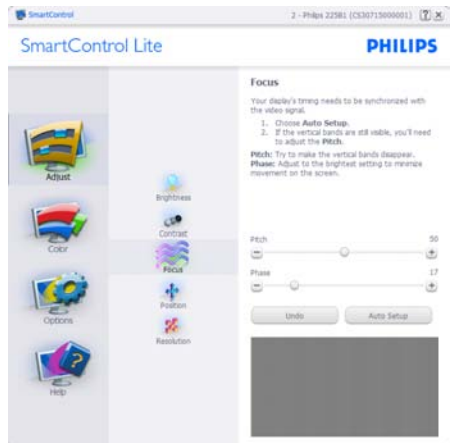 SmartControl
2 - Philips 225B1 (CS30715000001)
SmartControl Lite
PHILIPS
Adjust
Color
Options
Help
Brightness
Contrast
Focus
Position
Resolution
Focus
Your display's timing needs to be synchronized with
the video signal.
1. Choose Auto Setup.
2. If the vertical bands are still visible, you'll need
to adjust the Pitch.
Pitch: Try to make the vertical bands disappear.
Phase: Adjust to the brightest setting to minimize
movement on the screen.
Pitch 50
Phase 17
Undo Auto Setup